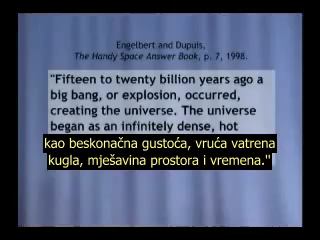 Engelbert and Dupuis,
The Handy Space Answer Book, p. 7, 1998.
"Fifteen to twenty billion years ago a
big bang, or explosion, occurred,
creating the universe. The universe
began as an infinitely dense, hot
kao beskonačna gustoća, vruća vatrena
kugla, mješavina prostora i vremena."